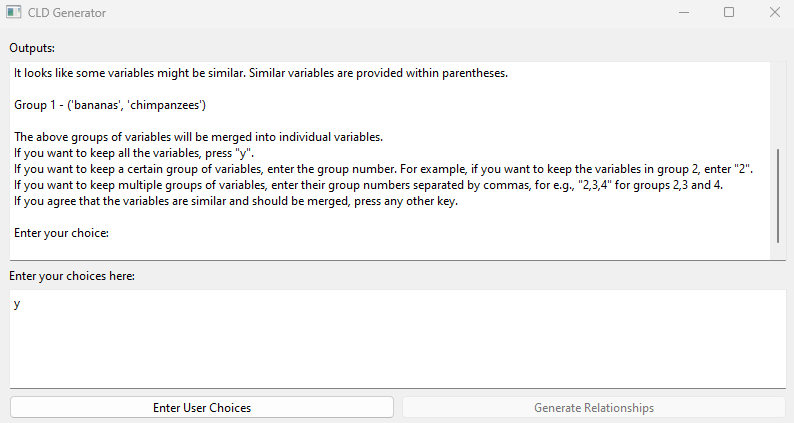 CLD Generator
Outputs:
It looks like some variables might be similar. Similar variables are provided within parentheses.
Group 1 - ('bananas', 'chimpanzees')
The above groups of variables will be merged into individual variables.
If you want to keep all the variables, press "y".
If you want to keep a certain group of variables, enter the group number. For example, if you want to keep the variables in group 2, enter "2".
If you want to keep multiple groups of variables, enter their group numbers separated by commas, for e.g., "2,3,4" for groups 2,3 and 4.
If you agree that the variables are similar and should be merged, press any other key.
Enter your choice:
Enter your choices here:
y
Enter User Choices
Generate Relationships